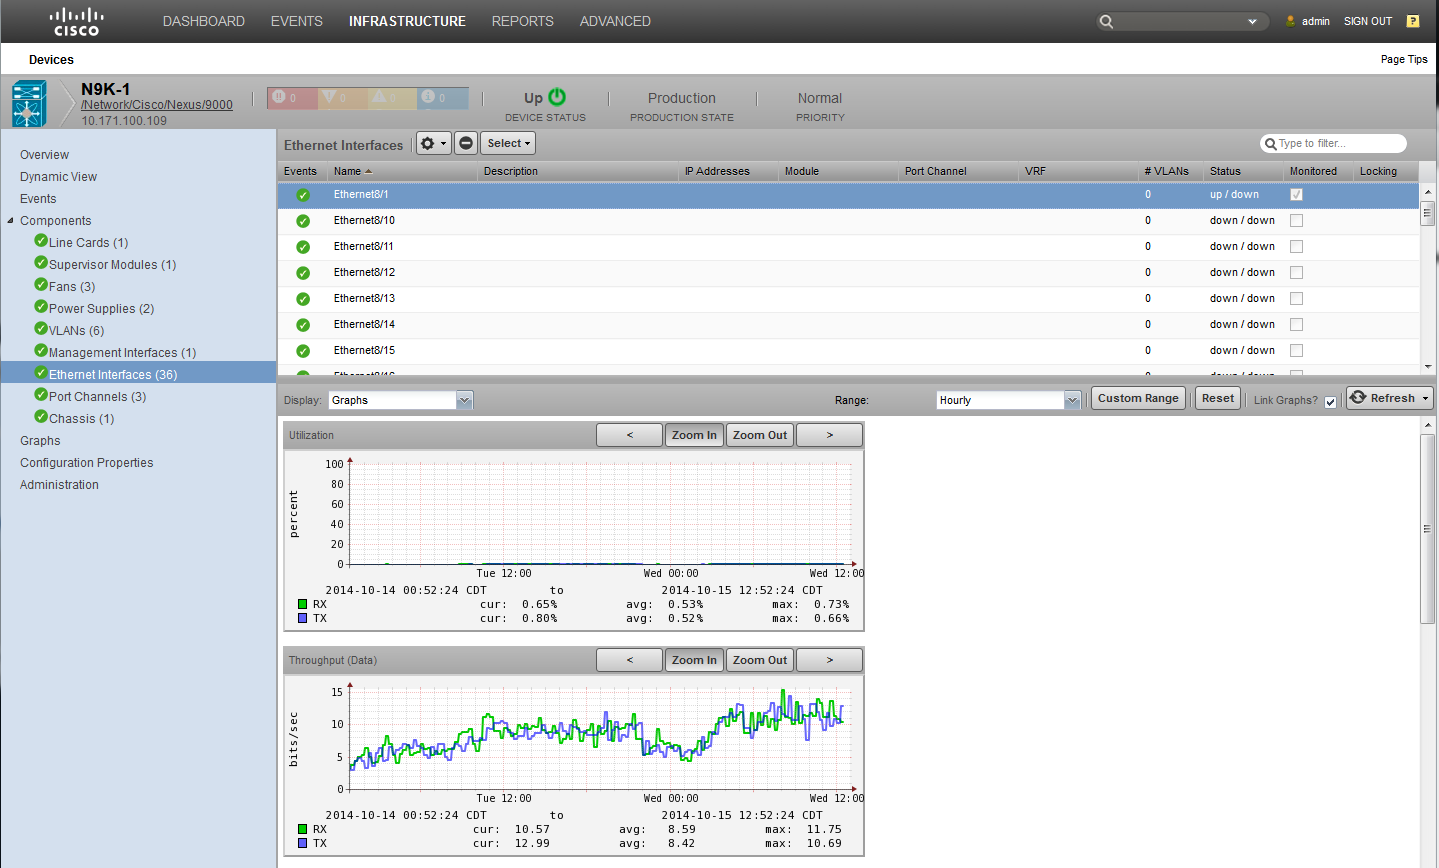 CISCO DASHBOARD EVENTS INFRASTRUCTURE REPORTS ADVANCED admin SIGN OUT ?
Devices Page Tips
N9K-1
/Network/Cisco/Nexus/9000
10.171.100.109
0 0 0 0
Up Production Normal
DEVICE STATUS PRODUCTION STATE PRIORITY
Overview
Dynamic View
Events
Components
Line Cards (1)
Supervisor Modules (1)
Fans (3)
Power Supplies (2)
VLANs (6)
Management Interfaces (1)
Ethernet Interfaces (36)
Port Channels (3)
Chassis (1)
Graphs
Configuration Properties
Administration
Ethernet Interfaces Select Type to filter...
Events Name Description IP Addresses Module Port Channel VRF # VLANs Status Monitored Locking
Ethernet8/1 0 up / down
Ethernet8/10 0 down / down
Ethernet8/11 0 down / down
Ethernet8/12 0 down / down
Ethernet8/13 0 down / down
Ethernet8/14 0 down / down
Ethernet8/15 0 down / down
Display: Graphs Range: Hourly Custom Range Reset Link Graphs? Refresh
Utilization < Zoom In Zoom Out >
100
80
60
40
20
0
percent
Tue 12:00 Wed 00:00 Wed 12:00
2014-10-14 00:52:24 CDT to 2014-10-15 12:52:24 CDT
RX cur: 0.65% avg: 0.53% max: 0.73%
TX cur: 0.80% avg: 0.52% max: 0.66%
Throughput (Data) < Zoom In Zoom Out >
15
10
5
0
bits/sec
Tue 12:00 Wed 00:00 Wed 12:00
2014-10-14 00:52:24 CDT to 2014-10-15 12:52:24 CDT
RX cur: 10.57 avg: 8.59 max: 11.75
TX cur: 12.99 avg: 8.42 max: 10.69